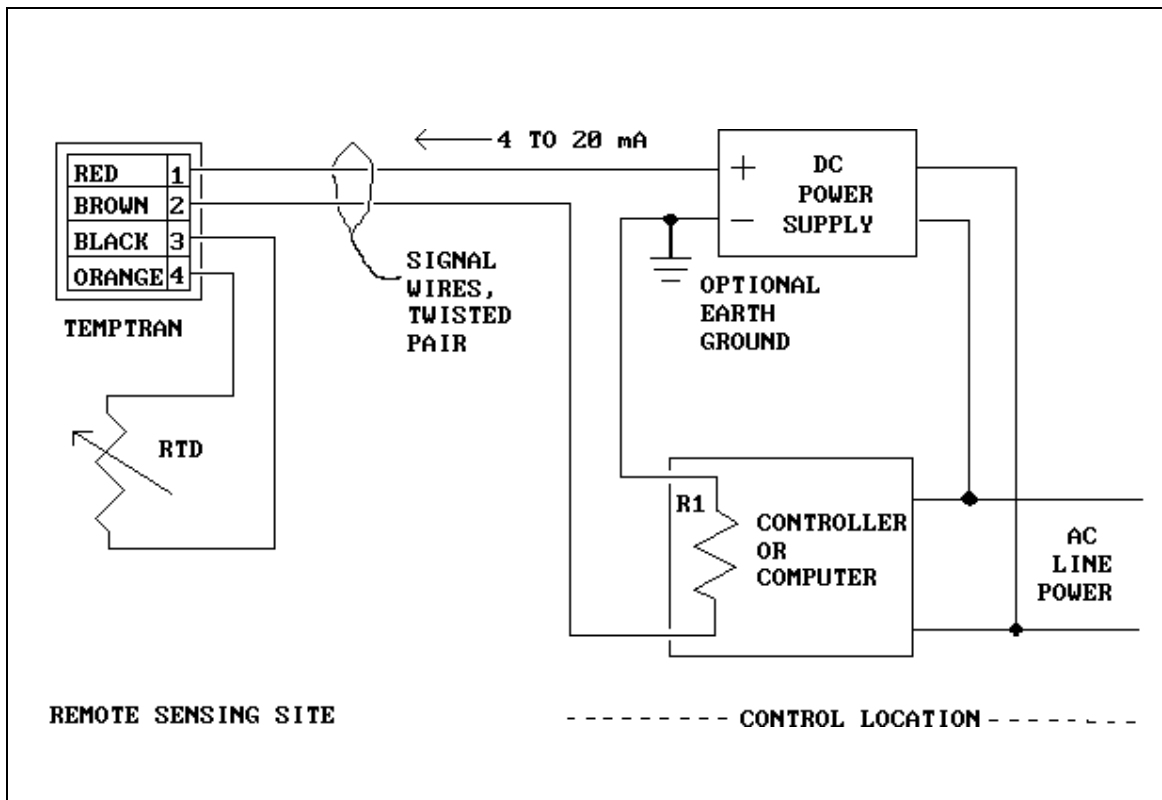 4 TO 20 mA
RED 1
BROWN 2
BLACK 3
ORANGE 4
TEMPTRAN
RTD
SIGNAL
WIRES,
TWISTED
PAIR
+ DC
POWER
− SUPPLY
OPTIONAL
EARTH
GROUND
R1
CONTROLLER
OR
COMPUTER
AC
LINE
POWER
REMOTE SENSING SITE
CONTROL LOCATION